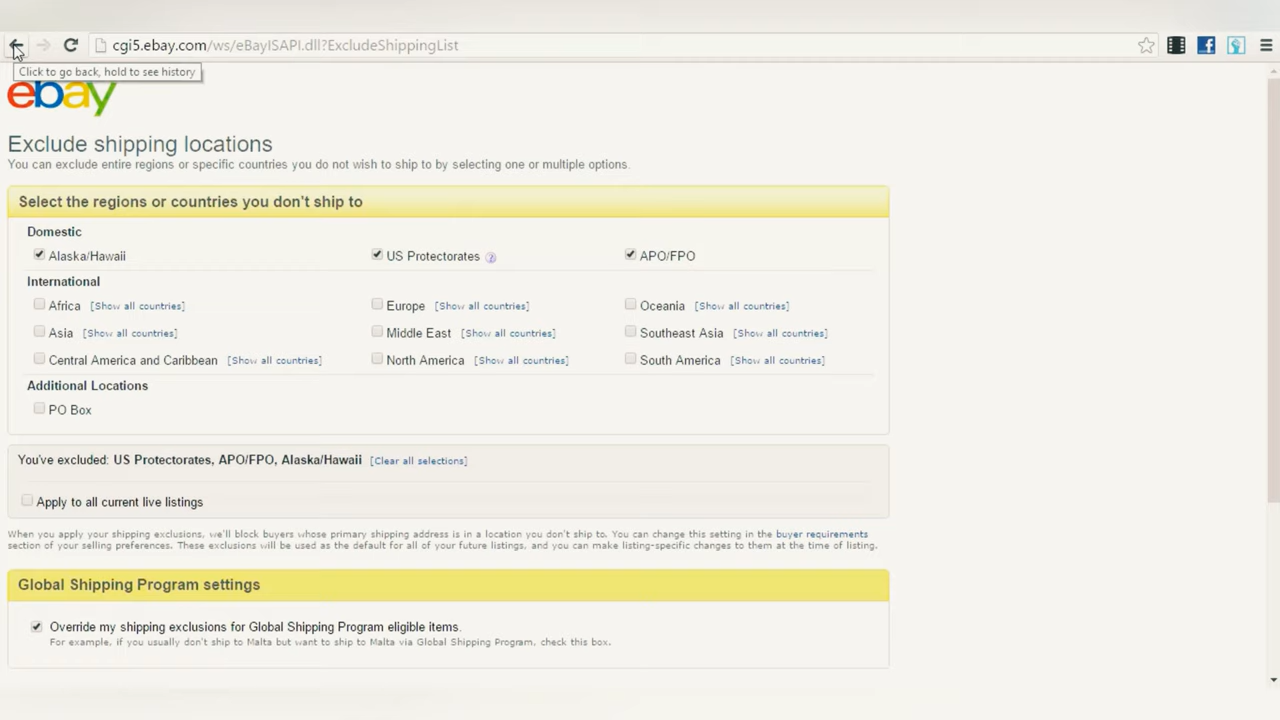 cgi5.ebay.com/ws/eBayISAPI.dll?ExcludeShippingList
Click to go back, hold to see history
ebay
Exclude shipping locations
You can exclude entire regions or specific countries you do not wish to ship to by selecting one or multiple options.
Select the regions or countries you don't ship to
Domestic
Alaska/Hawaii US Protectorates ? APO/FPO
International
Africa [Show all countries] Europe [Show all countries] Oceania [Show all countries]
Asia [Show all countries] Middle East [Show all countries] Southeast Asia [Show all countries]
Central America and Caribbean [Show all countries] North America [Show all countries] South America [Show all countries]
Additional Locations
PO Box
You've excluded: US Protectorates, APO/FPO, Alaska/Hawaii [Clear all selections]
Apply to all current live listings
When you apply your shipping exclusions, we'll block buyers whose primary shipping address is in a location you don't ship to. You can change this setting in the buyer requirements
section of your selling preferences. These exclusions will be used as the default for all of your future listings, and you can make listing-specific changes to them at the time of listing.
Global Shipping Program settings
Override my shipping exclusions for Global Shipping Program eligible items.
For example, if you usually don't ship to Malta but want to ship to Malta via Global Shipping Program, check this box.